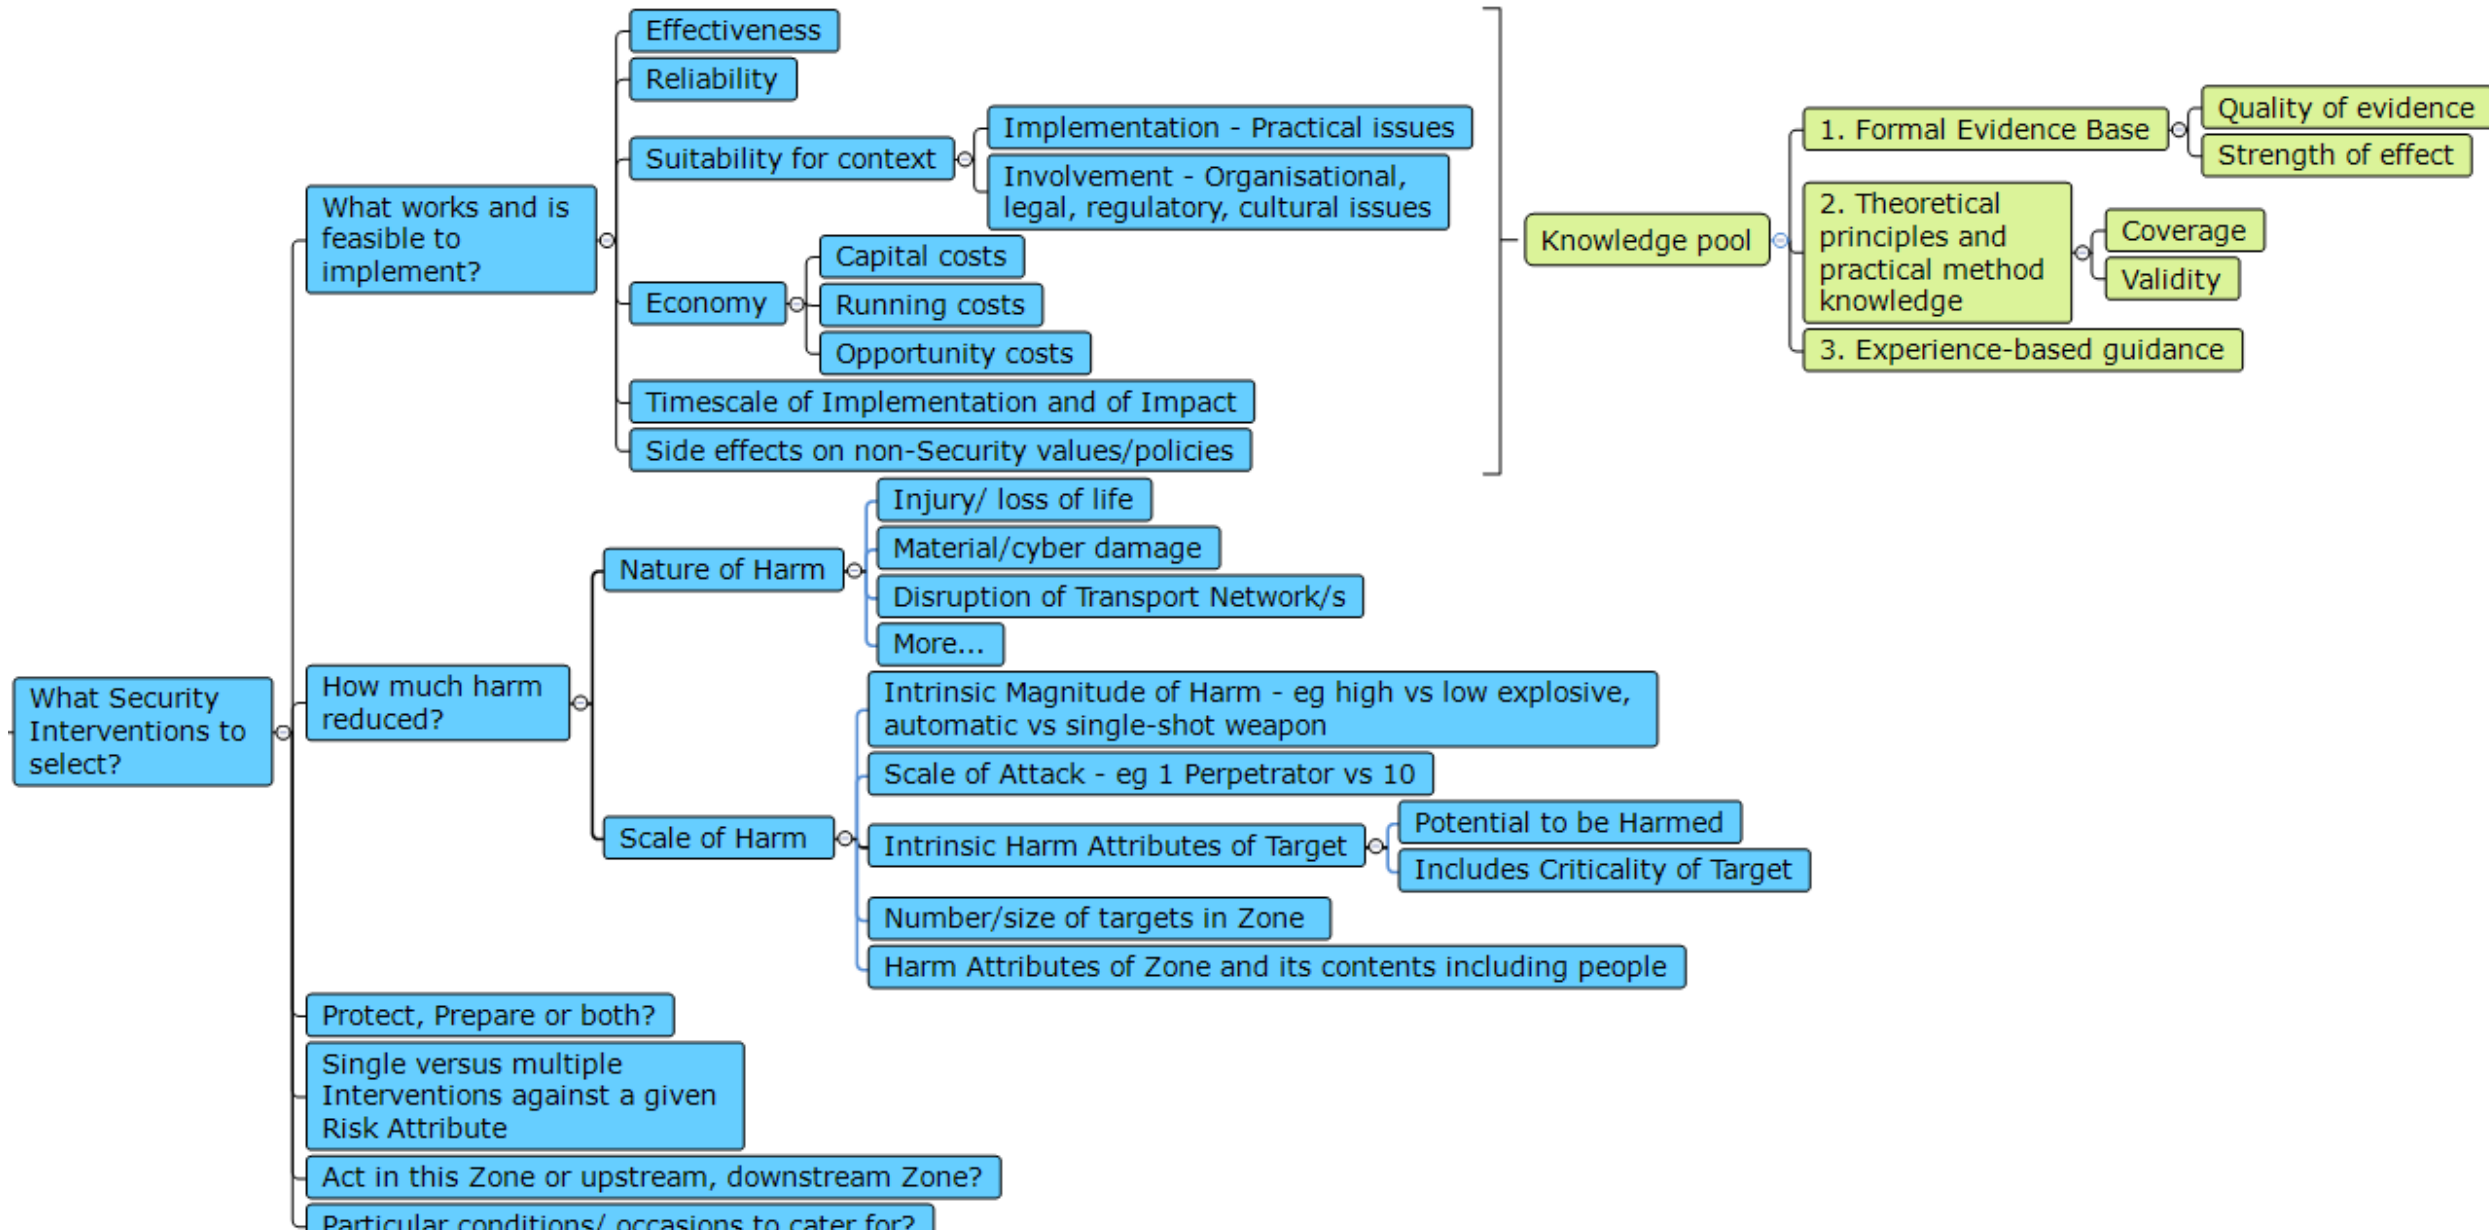 What Security
Interventions to
select?
What works and is
feasible to
implement?
Effectiveness
Reliability
Suitability for context
Implementation - Practical issues
Involvement - Organisational,
legal, regulatory, cultural issues
Economy
Capital costs
Running costs
Opportunity costs
Timescale of Implementation and of Impact
Side effects on non-Security values/policies
Knowledge pool
1. Formal Evidence Base
Quality of evidence
Strength of effect
2. Theoretical
principles and
practical method
knowledge
Coverage
Validity
3. Experience-based guidance
How much harm
reduced?
Nature of Harm
Injury/ loss of life
Material/cyber damage
Disruption of Transport Network/s
More...
Scale of Harm
Intrinsic Magnitude of Harm - eg high vs low explosive,
automatic vs single-shot weapon
Scale of Attack - eg 1 Perpetrator vs 10
Intrinsic Harm Attributes of Target
Potential to be Harmed
Includes Criticality of Target
Number/size of targets in Zone
Harm Attributes of Zone and its contents including people
Protect, Prepare or both?
Single versus multiple
Interventions against a given
Risk Attribute
Act in this Zone or upstream, downstream Zone?
Particular conditions/ occasions to cater for?